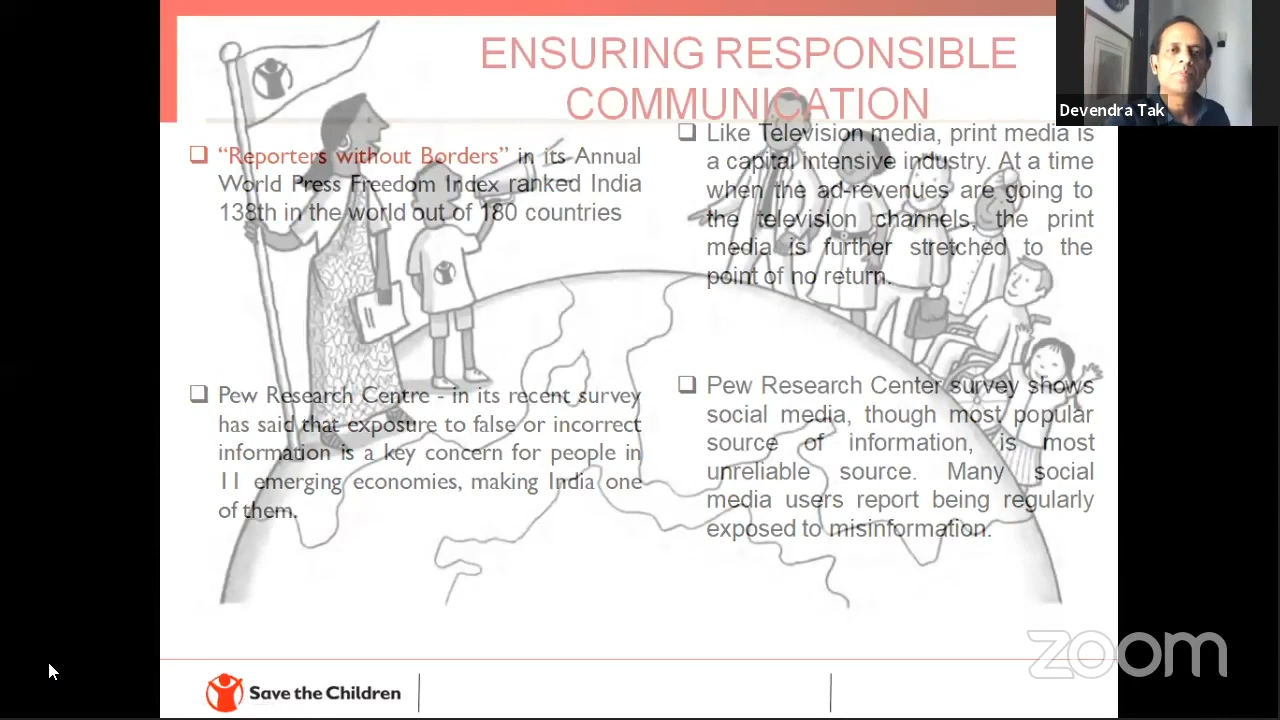 ENSURING RESPONSIBLE
COMMUNICATION
Devendra Tak
❑ “Reporters without Borders” in its Annual
World Press Freedom Index ranked India
138th in the world out of 180 countries
❑ Pew Research Centre - in its recent survey
has said that exposure to false or incorrect
information is a key concern for people in
11 emerging economies, making India one
of them.
❑ Like Television media, print media is
a capital intensive industry. At a time
when the ad-revenues are going to
the television channels, the print
media is further stretched to the
point of no return.
❑ Pew Research Center survey shows
social media, though most popular
source of information, is most
unreliable source. Many social
media users report being regularly
exposed to misinformation.
Save the Children
zoom